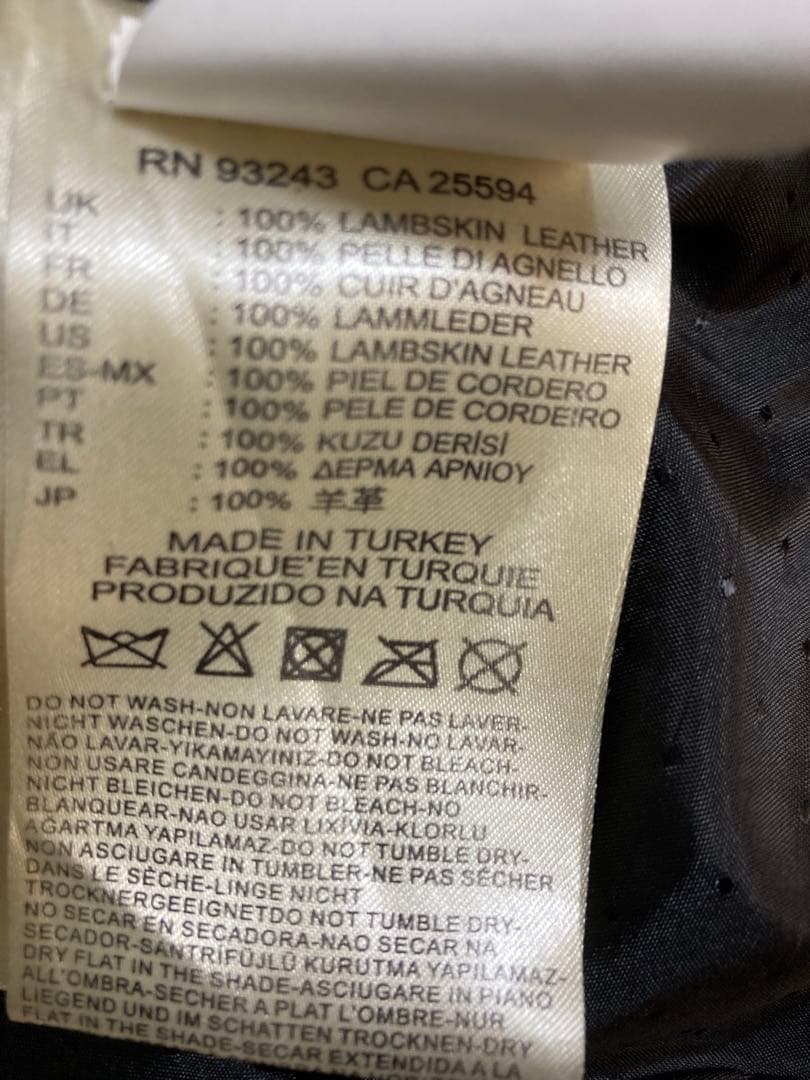 RN 93243 CA 25594
UK : 100% LAMBSKIN LEATHER
IT : 100% PELLE DI AGNELLO
FR : 100% CUIR D'AGNEAU
DE : 100% LAMMLEDER
US : 100% LAMBSKIN LEATHER
ES-MX : 100% PIEL DE CORDERO
PT : 100% PELE DE CORDEIRO
TR : 100% KUZU DERİSİ
EL : 100% ΔΕΡΜΑ ΑΡΝΙΟΥ
JP : 100% 羊革
MADE IN TURKEY
FABRIQUE'EN TURQUIE
PRODUZIDO NA TURQUIA
DO NOT WASH-NON LAVARE-NE PAS LAVER-
NICHT WASCHEN-DO NOT WASH-NO LAVAR-
NÃO LAVAR-YIKAMAYINIZ-DO NOT BLEACH-
NON USARE CANDEGGINA-NE PAS BLANCHIR-
NICHT BLEICHEN-DO NOT BLEACH-NO
BLANQUEAR-NAO USAR LIXÍVIA-KLORLU
AĞARTMA YAPILAMAZ-DO NOT TUMBLE DRY-
NON ASCIUGARE IN TUMBLER-NE PAS SÉCHER
DANS LE SÈCHE-LINGE NICHT
TROCKNERGEEIGNETDO NOT TUMBLE DRY-
NO SECAR EN SECADORA-NAO SECAR NA
SECADOR-SANTRİFÜJLÜ KURUTMA YAPILAMAZ-
DRY FLAT IN THE SHADE-ASCIUGARE IN PIANO
ALL'OMBRA-SECHER A PLAT L'OMBRE-NUR
LIEGEND UND IM SCHATTEN TROCKNEN-DRY
FLAT IN THE SHADE-SECAR EXTENDIDA A LA